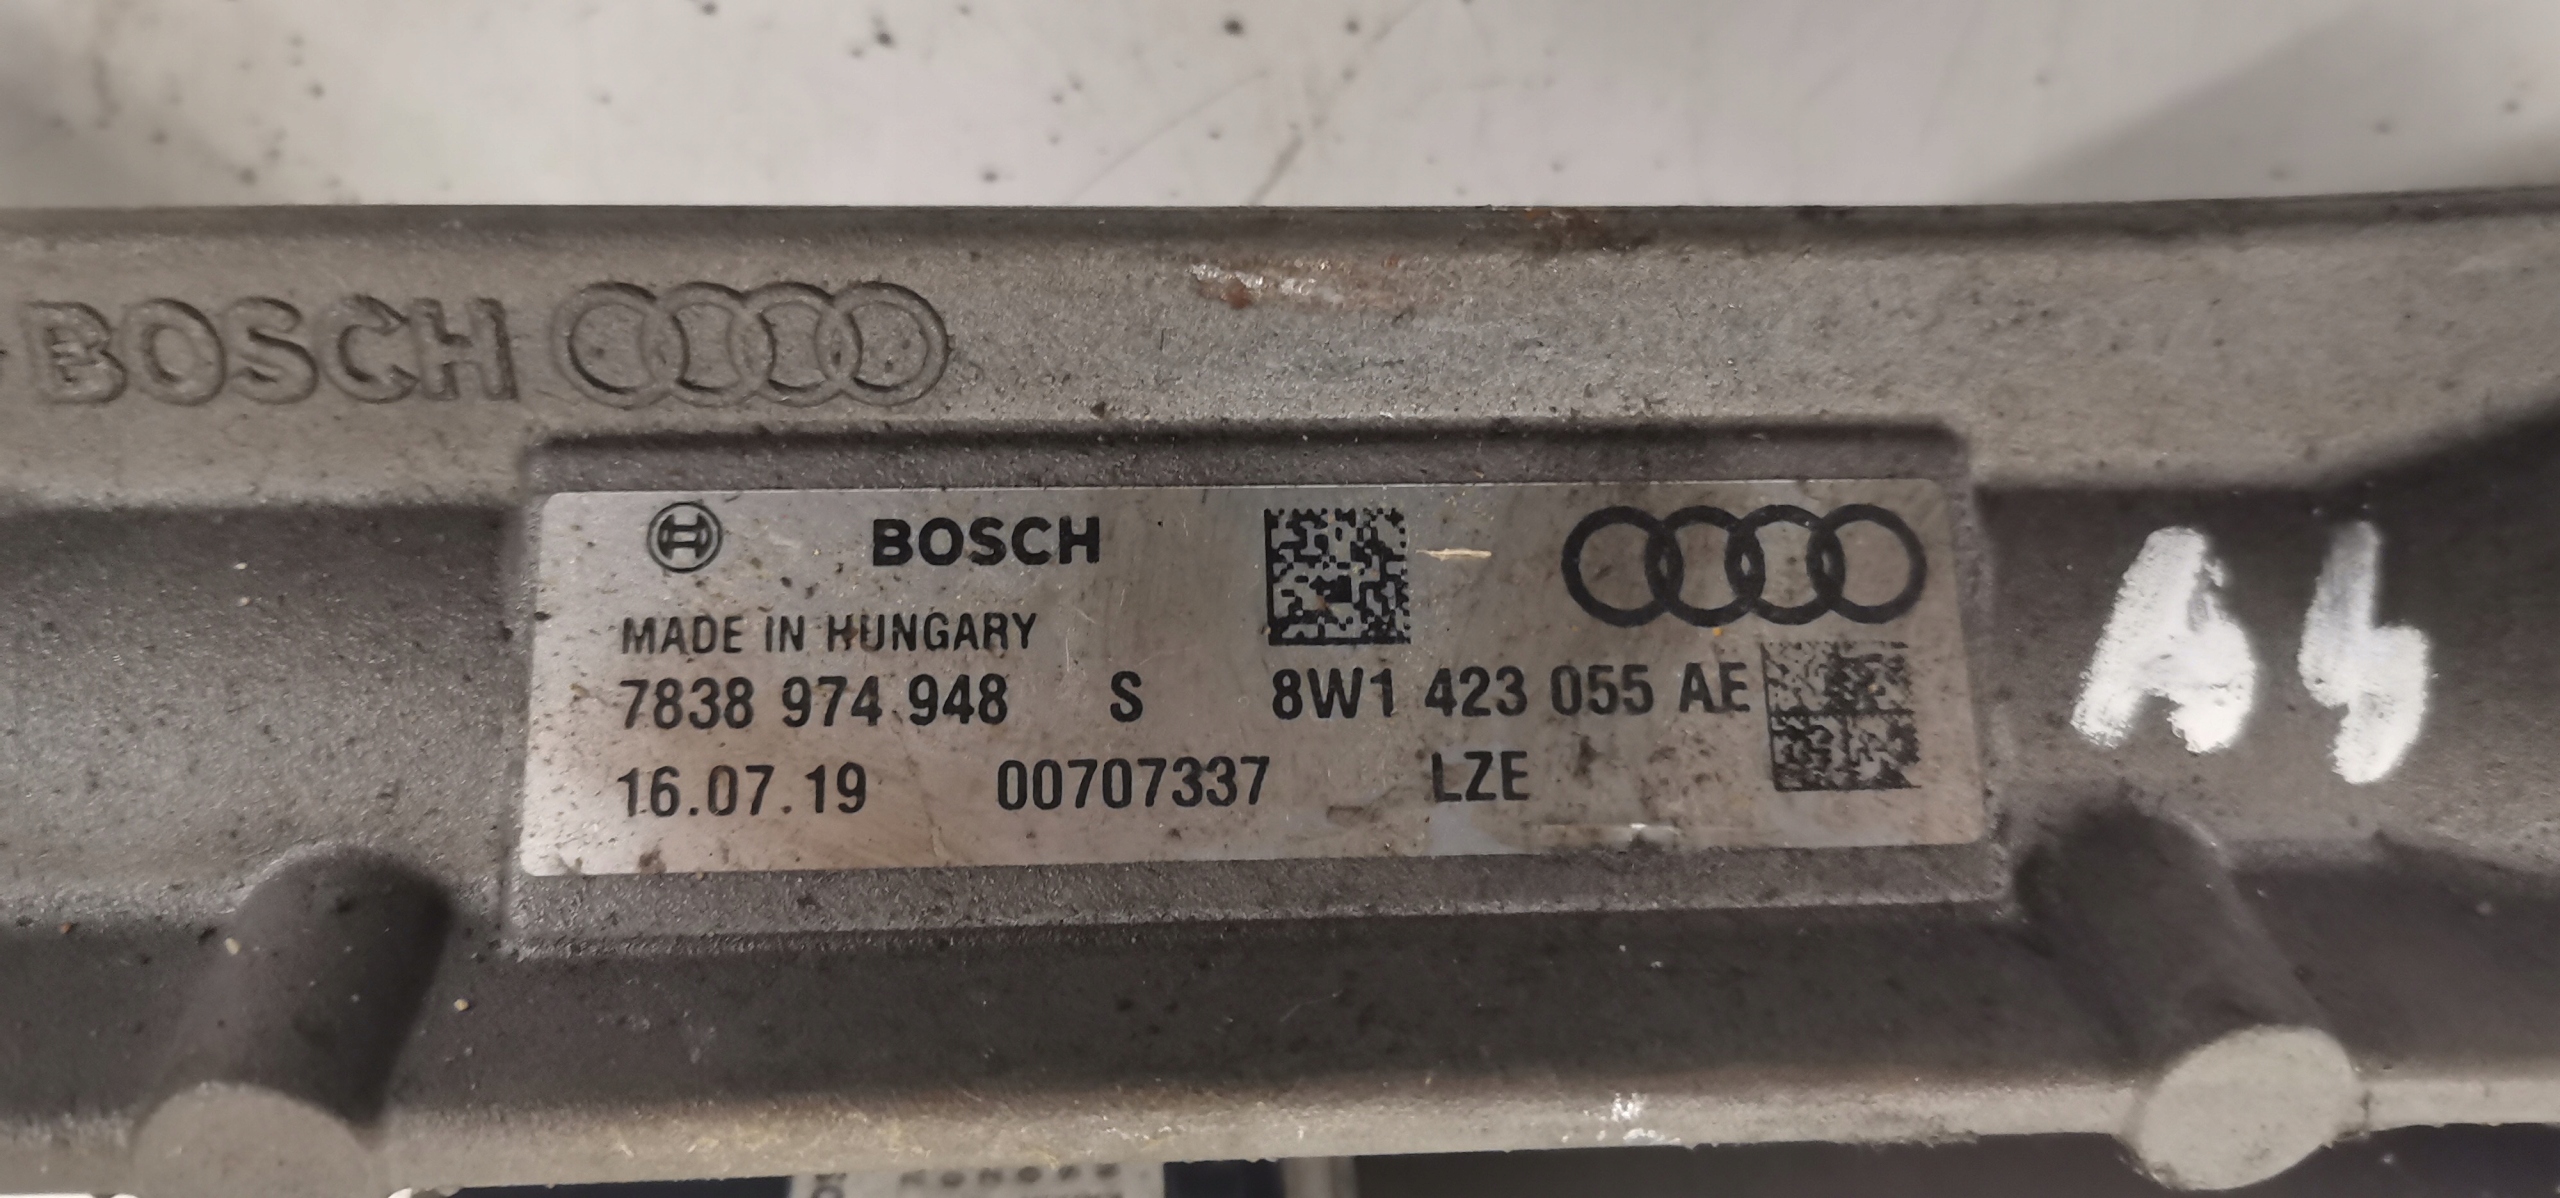 BOSCH
BOSCH
MADE IN HUNGARY
7838 974 948 S 8W1 423 055 AE
16.07.19 00707337 LZE
A4